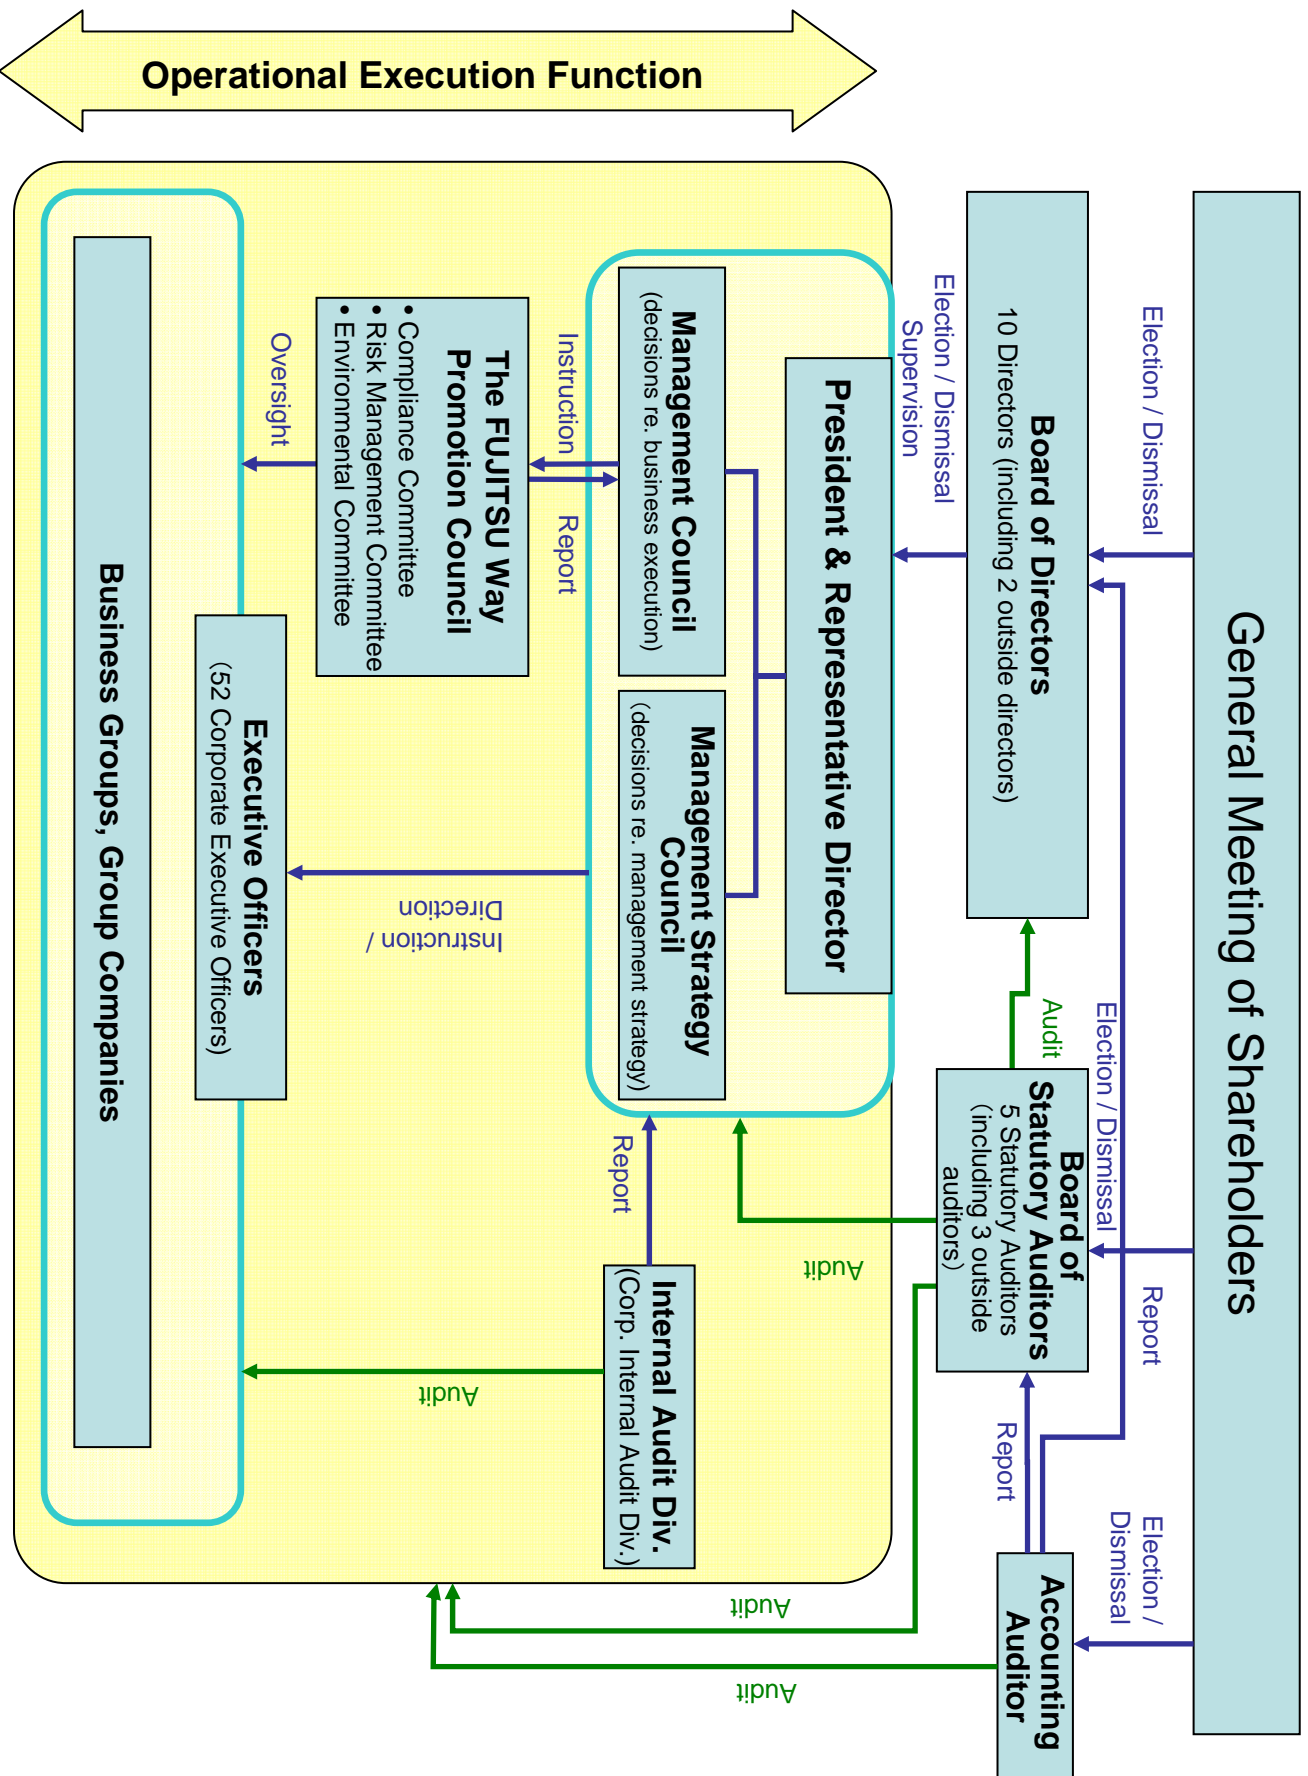 General Meeting of Shareholders
Election / Dismissal
Election / Dismissal
Report
Election /
Dismissal
Board of Directors
10 Directors (including 2 outside directors)
Audit
Board of
Statutory Auditors
5 Statutory Auditors
(including 3 outside
auditors)
Report
Accounting
Auditor
Election / Dismissal
Supervision
Audit
Audit
Audit
President & Representative Director
Management Council
(decisions re. business execution)
Management Strategy
Council
(decisions re. management strategy)
Report
Internal Audit Div.
(Corp. Internal Audit Div.)
Instruction
Report
Instruction /
Direction
Audit
The FUJITSU Way
Promotion Council
• Compliance Committee
• Risk Management Committee
• Environmental Committee
Oversight
Executive Officers
(52 Corporate Executive Officers)
Business Groups, Group Companies
Operational Execution Function